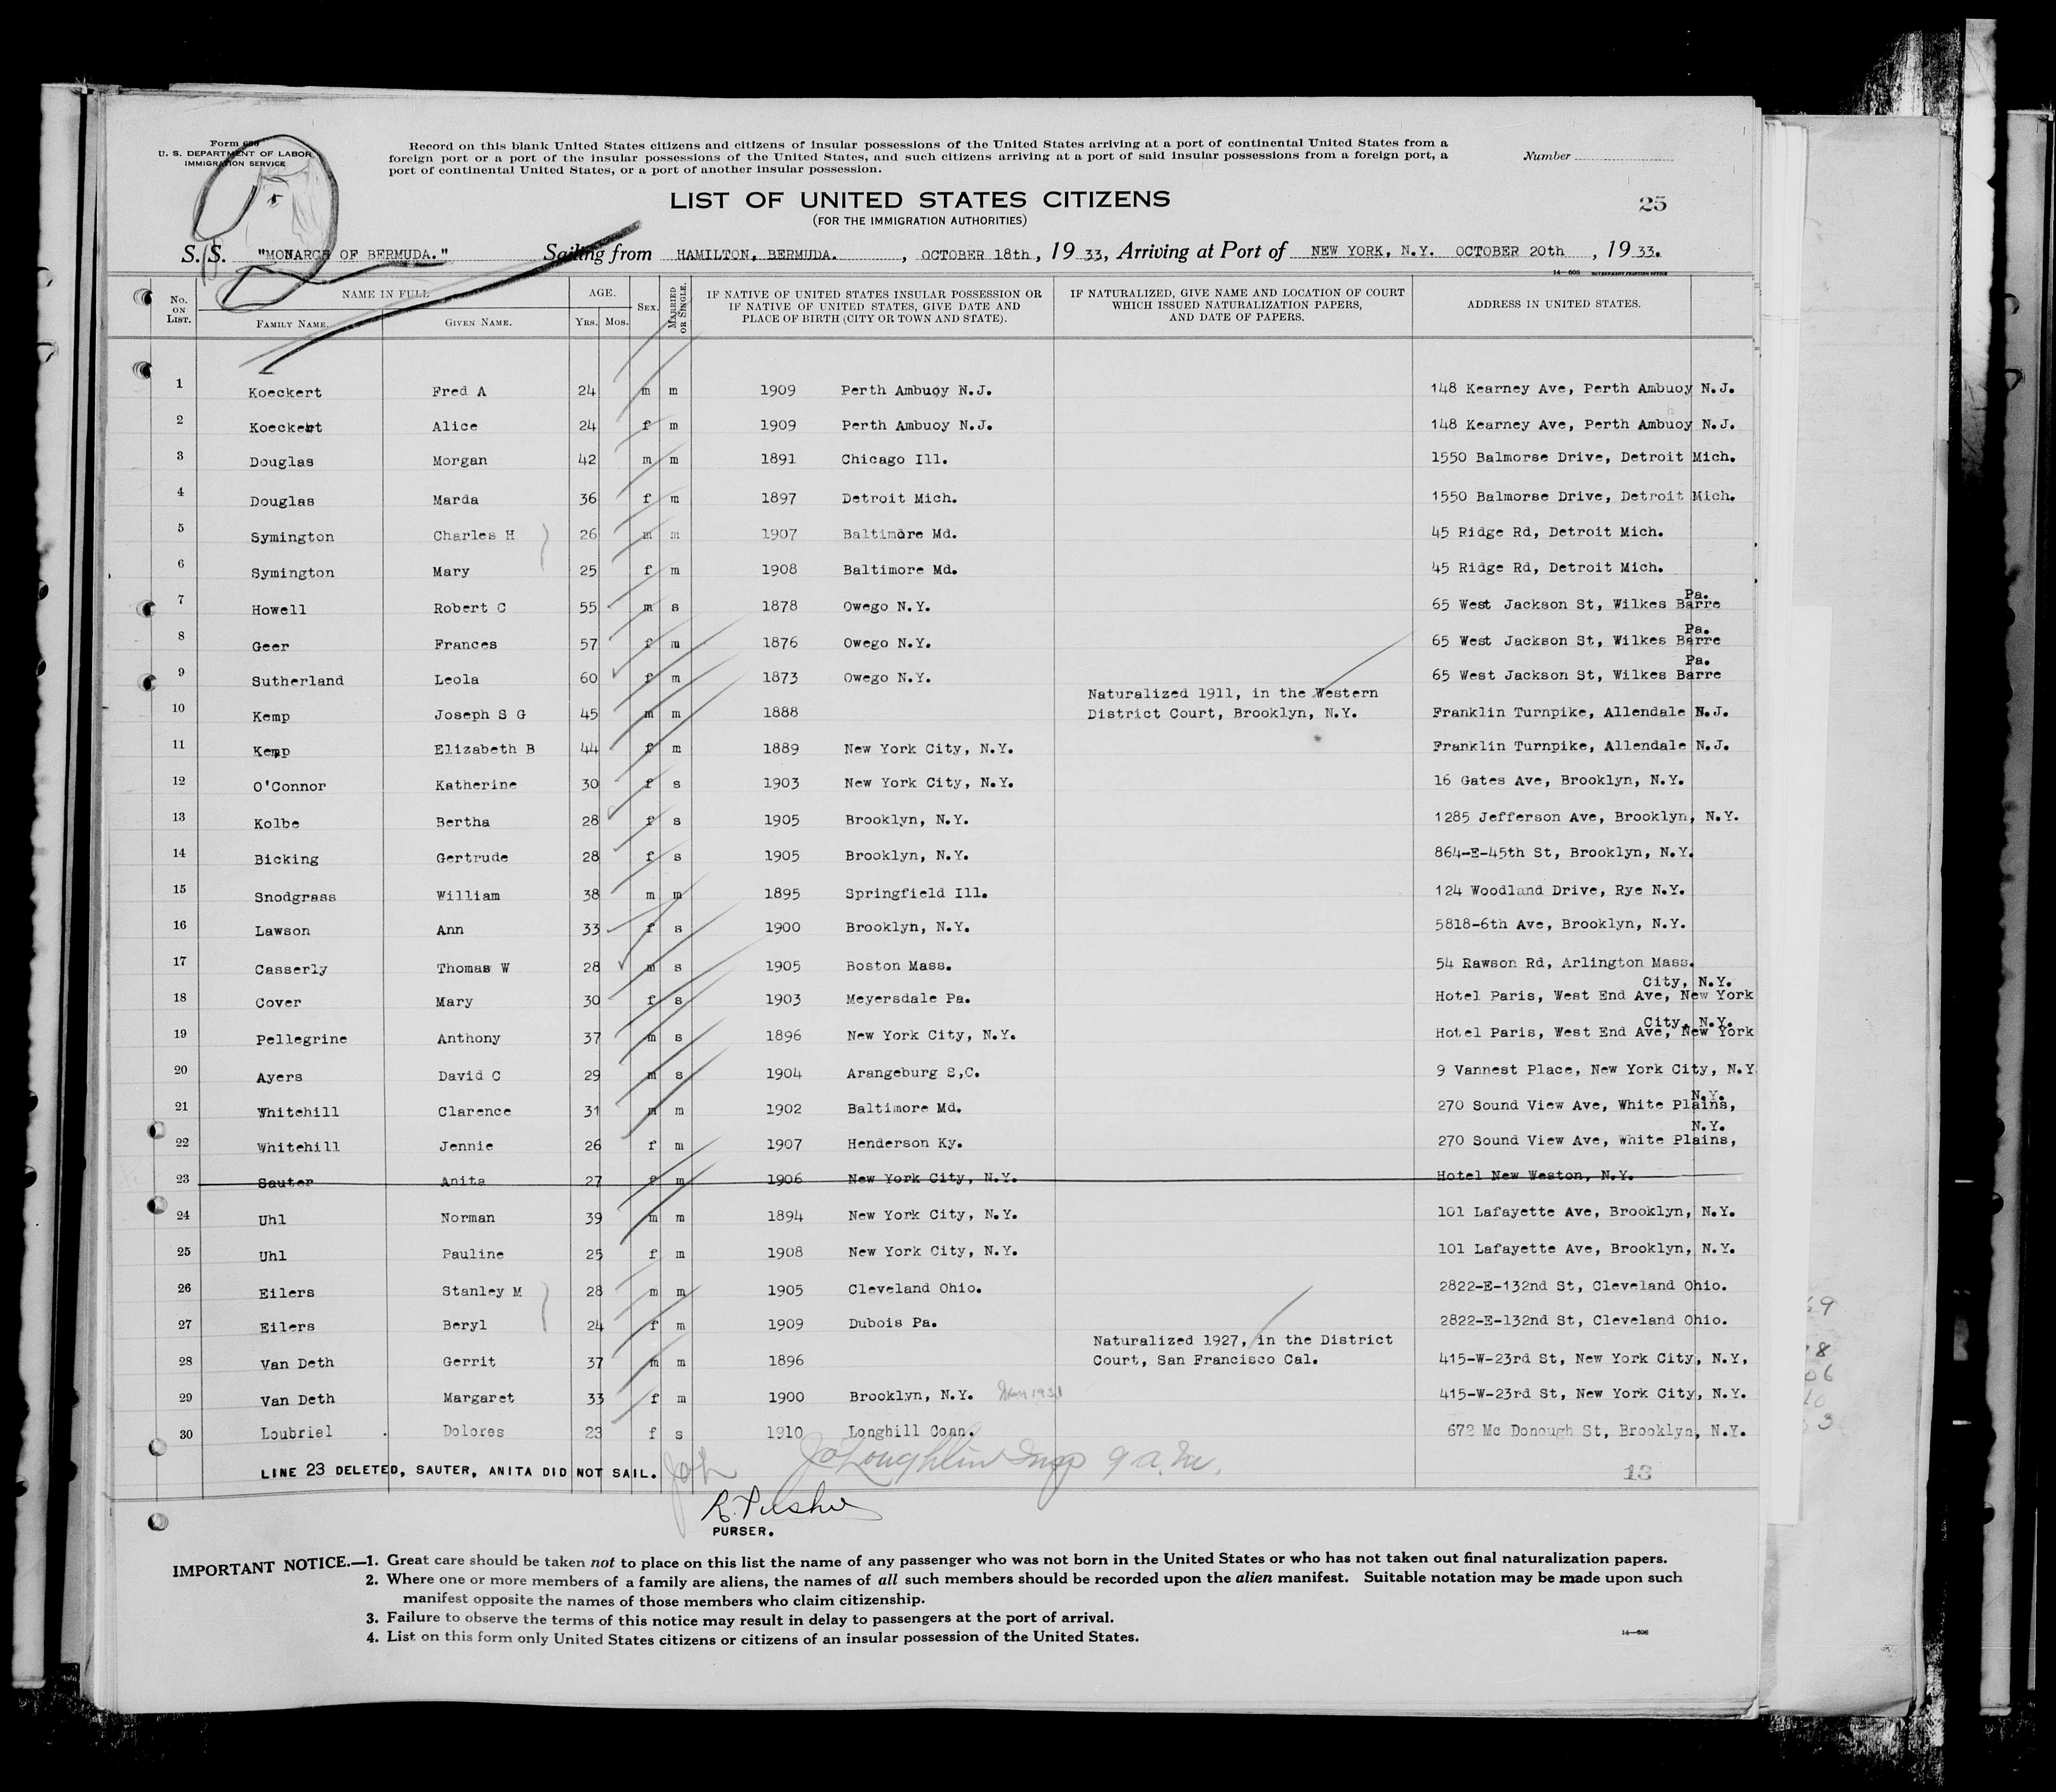 Form 630
U. S. DEPARTMENT OF LABOR
IMMIGRATION SERVICE
Record on this blank United States citizens and citizens of insular possessions of the United States arriving at a port of continental United States from a
foreign port or a port of the insular possessions of the United States, and such citizens arriving at a port of said insular possessions from a foreign port, a
port of continental United States, or a port of another insular possession.
Number
25
LIST OF UNITED STATES CITIZENS
(FOR THE IMMIGRATION AUTHORITIES)
S. S. "MONARCH OF BERMUDA." Sailing from HAMILTON, BERMUDA. , OCTOBER 18th, 19 33, Arriving at Port of NEW YORK, N.Y. OCTOBER 20th , 19 33.
14—608 GOVERNMENT PRINTING OFFICE
No. ON LIST. NAME IN FULL FAMILY NAME. GIVEN NAME. AGE. YRS. MOS. SEX. MARRIED OR SINGLE. IF NATIVE OF UNITED STATES INSULAR POSSESSION OR IF NATIVE OF UNITED STATES, GIVE DATE AND PLACE OF BIRTH (CITY OR TOWN AND STATE). IF NATURALIZED, GIVE NAME AND LOCATION OF COURT WHICH ISSUED NATURALIZATION PAPERS, AND DATE OF PAPERS. ADDRESS IN UNITED STATES.
1 Koeckert Fred A 24 m m 1909 Perth Ambuoy N.J. 148 Kearney Ave, Perth Ambuoy N.J.
2 Koeckert Alice 24 f m 1909 Perth Ambuoy N.J. 148 Kearney Ave, Perth Ambuoy N.J.
3 Douglas Morgan 42 m m 1891 Chicago Ill. 1550 Balmorse Drive, Detroit Mich.
4 Douglas Marda 36 f m 1897 Detroit Mich. 1550 Balmorse Drive, Detroit Mich.
5 Symington Charles H 26 m m 1907 Baltimore Md. 45 Ridge Rd, Detroit Mich.
6 Symington Mary 25 f m 1908 Baltimore Md. 45 Ridge Rd, Detroit Mich.
7 Howell Robert C 55 m s 1878 Owego N.Y. 65 West Jackson St, Wilkes Barre Pa.
8 Geer Frances 57 f m 1876 Owego N.Y. 65 West Jackson St, Wilkes Barre Pa.
9 Sutherland Leola 60 f m 1873 Owego N.Y. 65 West Jackson St, Wilkes Barre Pa.
10 Kemp Joseph S G 45 m m 1888 Naturalized 1911, in the Western District Court, Brooklyn, N.Y. Franklin Turnpike, Allendale N.J.
11 Kemp Elizabeth B 44 f m 1889 New York City, N.Y. Franklin Turnpike, Allendale N.J.
12 O'Connor Katherine 30 f s 1903 New York City, N.Y. 16 Gates Ave, Brooklyn, N.Y.
13 Kolbe Bertha 28 f s 1905 Brooklyn, N.Y. 1285 Jefferson Ave, Brooklyn, N.Y.
14 Bicking Gertrude 28 f s 1905 Brooklyn, N.Y. 864-E-45th St, Brooklyn, N.Y.
15 Snodgrass William 38 m m 1895 Springfield Ill. 124 Woodland Drive, Rye N.Y.
16 Lawson Ann 33 f s 1900 Brooklyn, N.Y. 5818-6th Ave, Brooklyn, N.Y.
17 Casserly Thomas W 28 m s 1905 Boston Mass. 54 Rawson Rd, Arlington Mass.
18 Cover Mary 30 f s 1903 Meyersdale Pa. Hotel Paris, West End Ave, New York City, N.Y.
19 Pellegrine Anthony 37 m s 1896 New York City, N.Y. Hotel Paris, West End Ave, New York City, N.Y.
20 Ayers David C 29 m s 1904 Arangeburg S,C. 9 Vannest Place, New York City, N.Y.
21 Whitehill Clarence 31 m m 1902 Baltimore Md. 270 Sound View Ave, White Plains, N.Y.
22 Whitehill Jennie 26 f m 1907 Henderson Ky. 270 Sound View Ave, White Plains, N.Y.
23 Sauter Anita 27 f m 1906 New York City, N.Y. Hotel New Weston, N.Y.
24 Uhl Norman 39 m m 1894 New York City, N.Y. 101 Lafayette Ave, Brooklyn, N.Y.
25 Uhl Pauline 25 f m 1908 New York City, N.Y. 101 Lafayette Ave, Brooklyn, N.Y.
26 Eilers Stanley M 28 m m 1905 Cleveland Ohio. 2822-E-132nd St, Cleveland Ohio.
27 Eilers Beryl 24 f m 1909 Dubois Pa. 2822-E-132nd St, Cleveland Ohio.
28 Van Deth Gerrit 37 m m 1896 Naturalized 1927, in the District Court, San Francisco Cal. 415-W-23rd St, New York City, N.Y,
29 Van Deth Margaret 33 f m 1900 Brooklyn, N.Y. 415-W-23rd St, New York City, N.Y.
30 Loubriel Dolores 23 f s 1910 Longhill Conn. 672 Mc Donough St, Brooklyn, N.Y.
LINE 23 DELETED, SAUTER, ANITA DID NOT SAIL.
JoLoughlin Insp 9 a.m.
13
R. Pusher
PURSER.
IMPORTANT NOTICE.—1. Great care should be taken not to place on this list the name of any passenger who was not born in the United States or who has not taken out final naturalization papers.
2. Where one or more members of a family are aliens, the names of all such members should be recorded upon the alien manifest. Suitable notation may be made upon such
manifest opposite the names of those members who claim citizenship.
3. Failure to observe the terms of this notice may result in delay to passengers at the port of arrival.
4. List on this form only United States citizens or citizens of an insular possession of the United States.
14—608